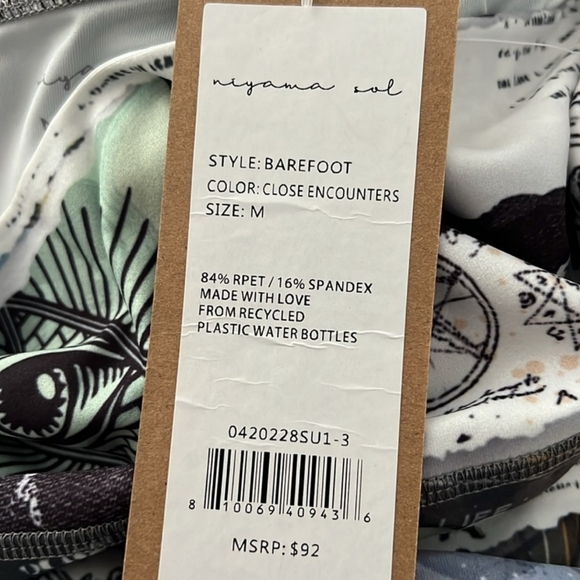 niyama sol
STYLE: BAREFOOT
COLOR: CLOSE ENCOUNTERS
SIZE: M
84% RPET / 16% SPANDEX
MADE WITH LOVE
FROM RECYCLED
PLASTIC WATER BOTTLES
0420228SU1-3
8 10069 40943 6
MSRP: $92
LIFE